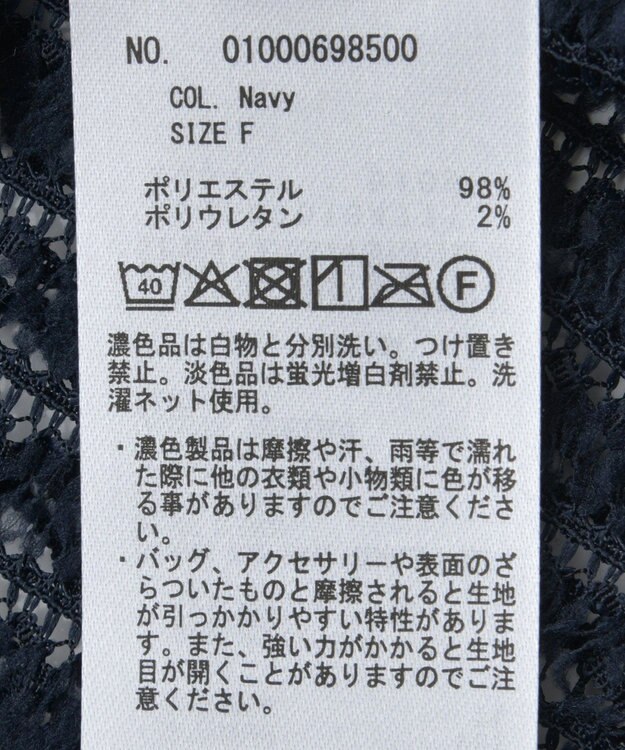 NO. 01000698500
COL. Navy
SIZE F
ポリエステル 98%
ポリウレタン 2%
40 F
濃色品は白物と分別洗い。つけ置き
禁止。淡色品は蛍光増白剤禁止。洗
濯ネット使用。
・濃色製品は摩擦や汗、雨等で濡れ
た際に他の衣類や小物類に色が移
る事がありますのでご注意くださ
い。
・バッグ、アクセサリーや表面のざ
らついたものと摩擦されると生地
が引っかかりやすい特性がありま
す。また、強い力がかかると生地
目が開くことがありますのでご注
意ください。